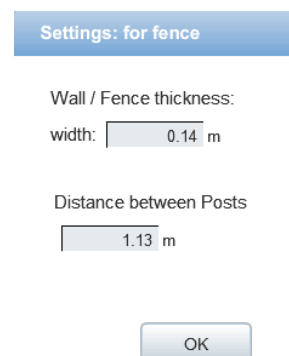 Settings: for fence
Wall / Fence thickness:
width: 0.14 m
Distance between Posts
1.13 m
OK